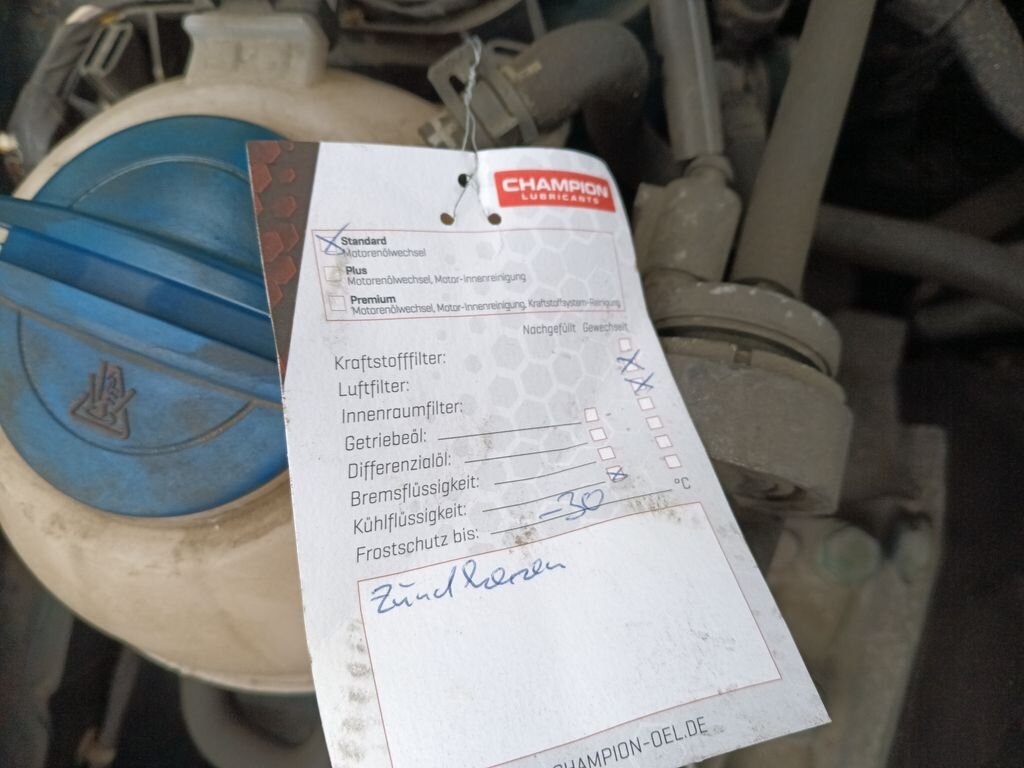 CHAMPION
LUBRICANTS
Standard
Motorenölwechsel
Plus
Motorenölwechsel, Motor-Innenreinigung
Premium
Motorenölwechsel, Motor-Innenreinigung, Kraftstoffsystem-Reinigung
Nachgefüllt Gewechselt
Kraftstofffilter:
Luftfilter:
Innenraumfilter:
Getriebeöl:
Differenzialöl:
Bremsflüssigkeit:
Kühlflüssigkeit:
Frostschutz bis: -30 °C
Zündkerzen
CHAMPION-OEL.DE